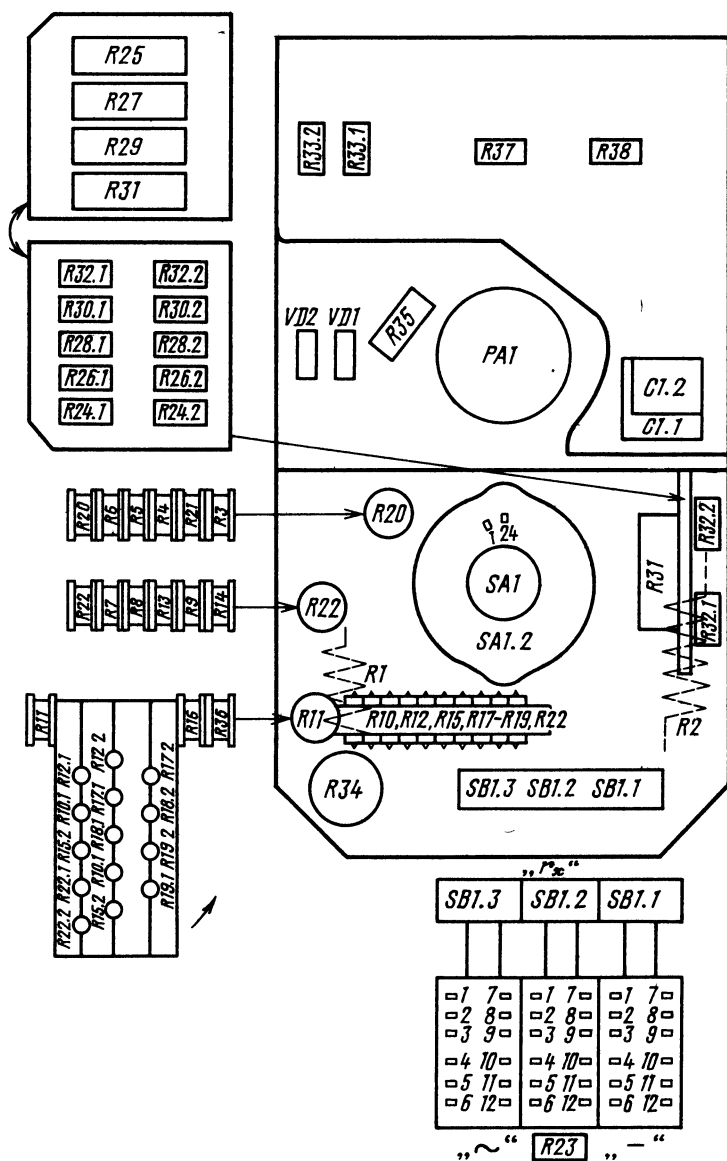 R25
R27
R29
R31
R33.2 R33.1 R37 R38
R32.1 R32.2
R30.1 R30.2
R28.1 R28.2
R26.1 R26.2
R24.1 R24.2
VD2 VD1 R35
PA1
C1.2
C1.1
R20 R6 R5 R4 R21 R3
R20
1 24
SA1
SA1.2
R31
R32.2
R32.1
R22 R7 R8 R13 R9 R14
R22
R1
R2
R11 R16 R36
R11
R10, R12, R15, R17-R19, R22
R34
SB1.3 SB1.2 SB1.1
R22.2 R22.1 R15.2 R10.1 R12.1
R15.2 R10.1 R18.1 R17.1 R12 2
R19.1 R19 2 R18.2 R17 2
„rx“
SB1.3 SB1.2 SB1.1
1 7 1 7 1 7
2 8 2 8 2 8
3 9 3 9 3 9
4 10 4 10 4 10
5 11 5 11 5 11
6 12 6 12 6 12
„~“ R23 „–“